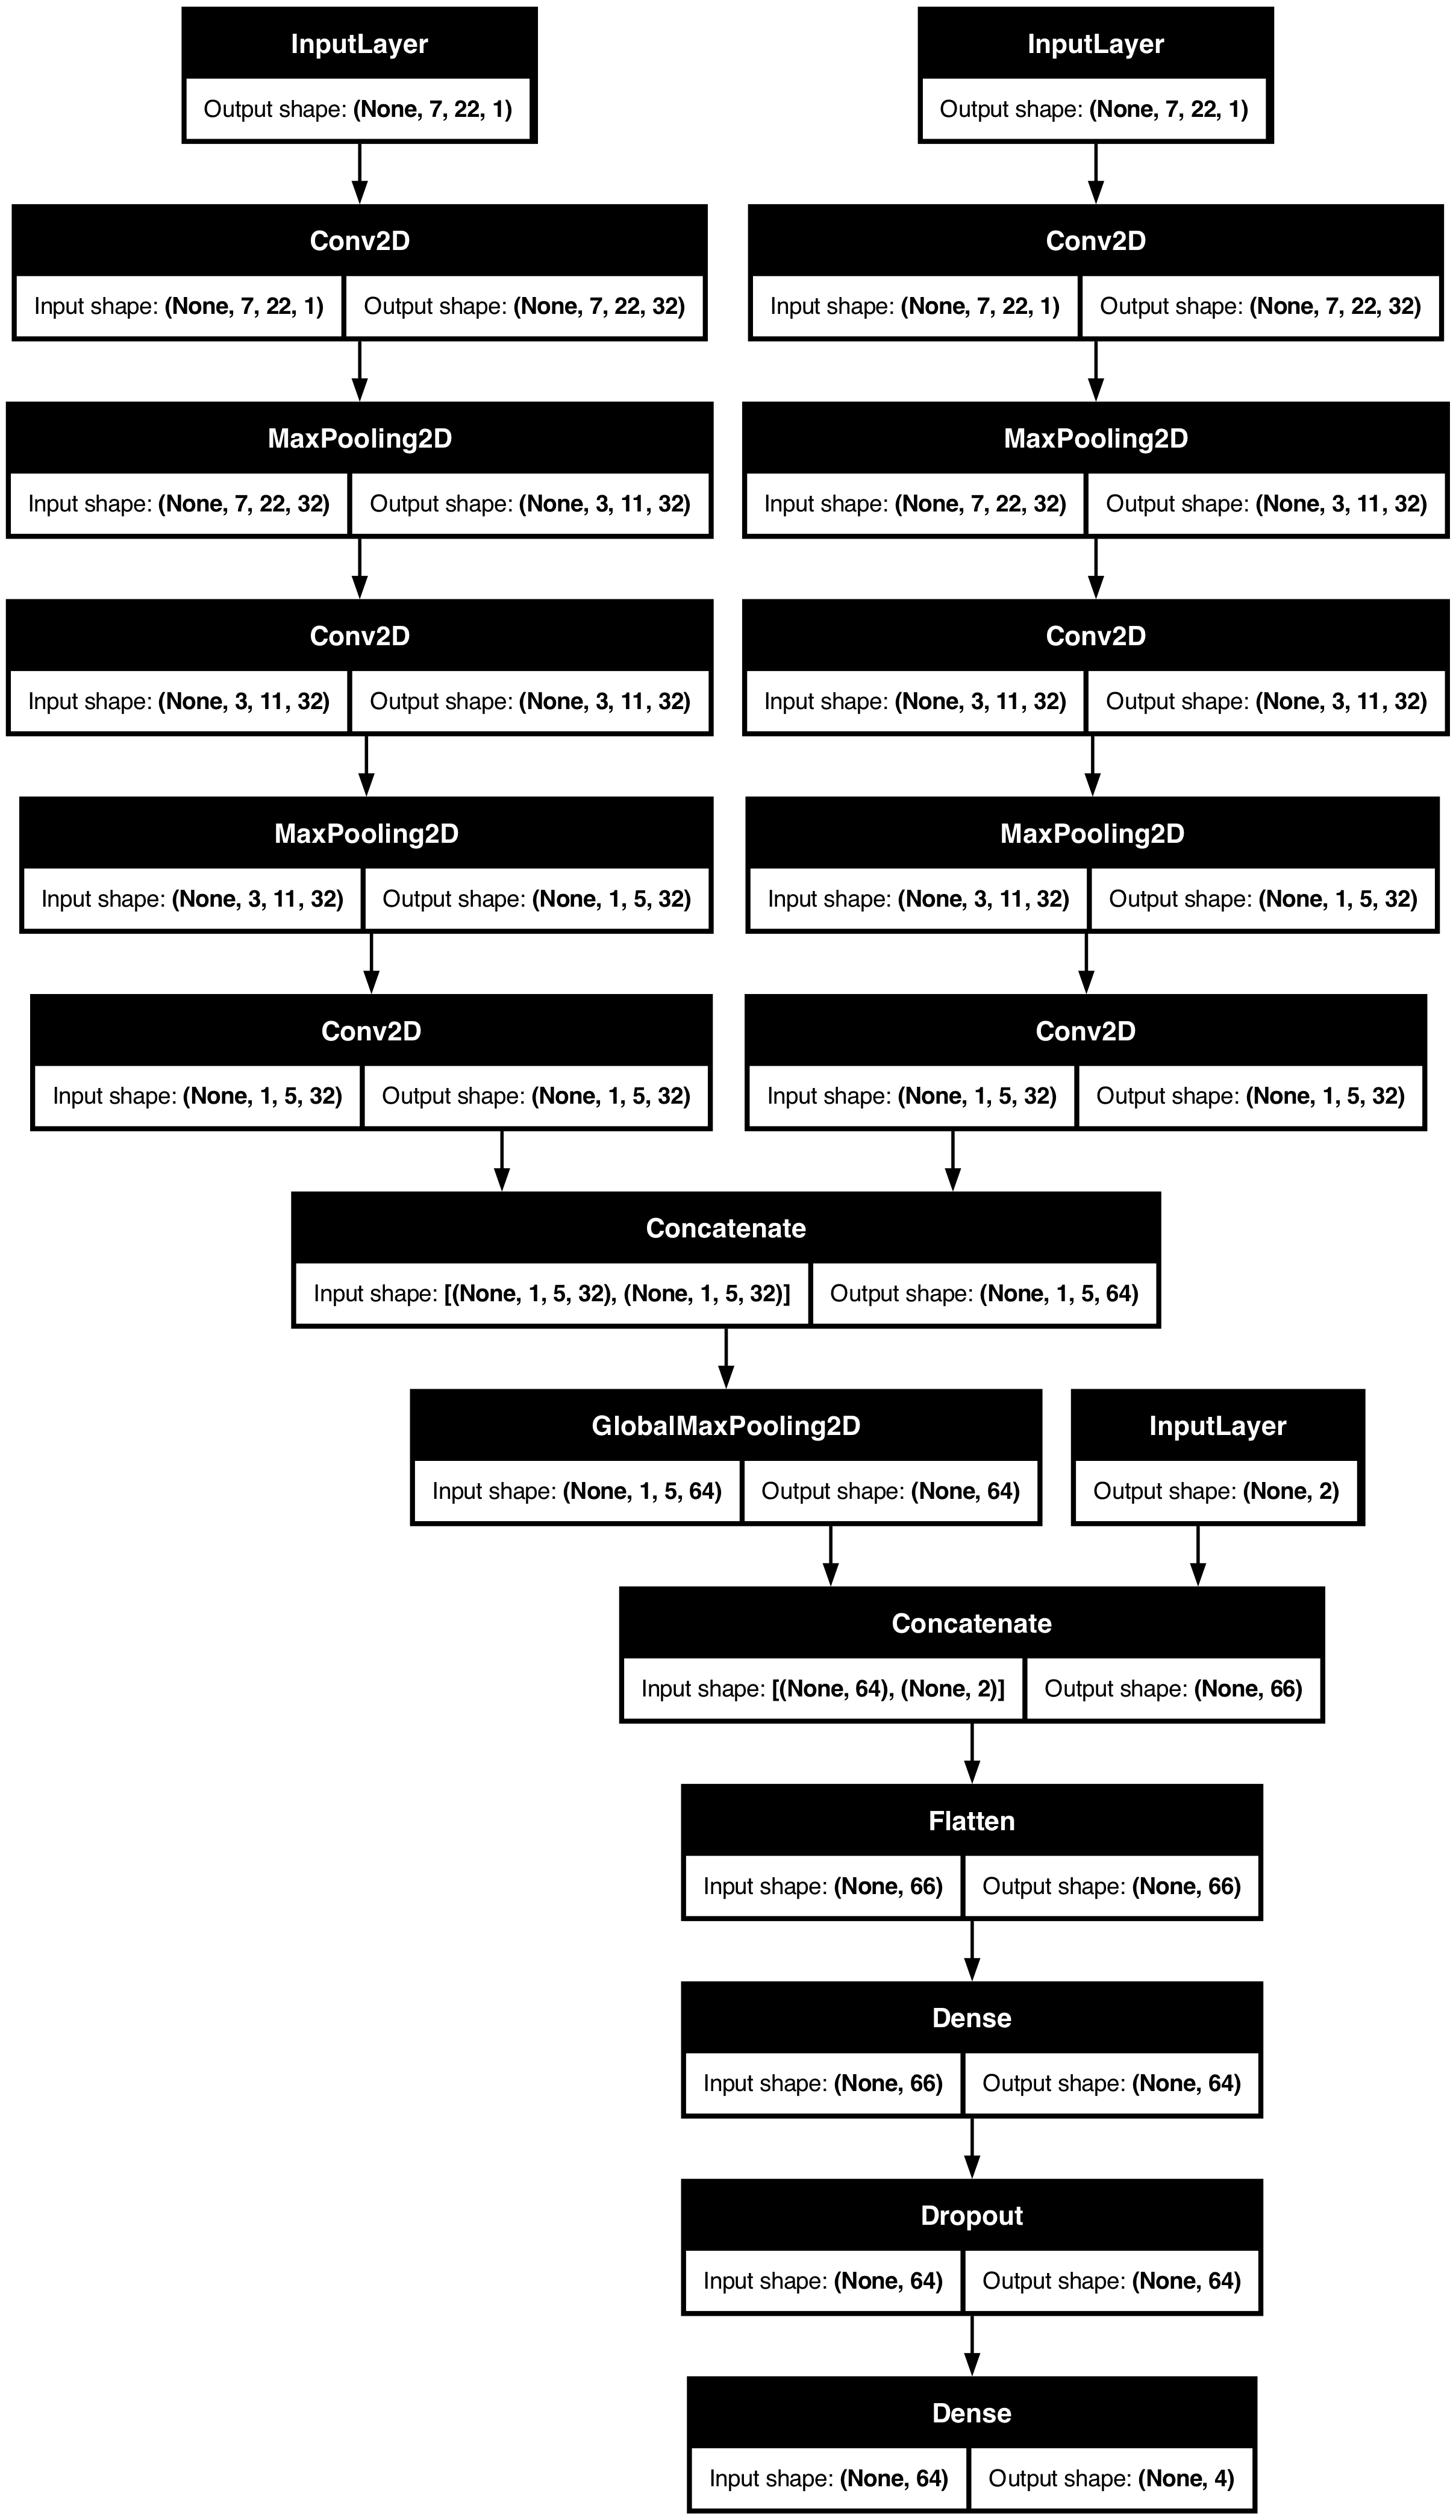 InputLayer
Output shape: (None, 7, 22, 1)
InputLayer
Output shape: (None, 7, 22, 1)
Conv2D
Input shape: (None, 7, 22, 1)
Output shape: (None, 7, 22, 32)
Conv2D
Input shape: (None, 7, 22, 1)
Output shape: (None, 7, 22, 32)
MaxPooling2D
Input shape: (None, 7, 22, 32)
Output shape: (None, 3, 11, 32)
MaxPooling2D
Input shape: (None, 7, 22, 32)
Output shape: (None, 3, 11, 32)
Conv2D
Input shape: (None, 3, 11, 32)
Output shape: (None, 3, 11, 32)
Conv2D
Input shape: (None, 3, 11, 32)
Output shape: (None, 3, 11, 32)
MaxPooling2D
Input shape: (None, 3, 11, 32)
Output shape: (None, 1, 5, 32)
MaxPooling2D
Input shape: (None, 3, 11, 32)
Output shape: (None, 1, 5, 32)
Conv2D
Input shape: (None, 1, 5, 32)
Output shape: (None, 1, 5, 32)
Conv2D
Input shape: (None, 1, 5, 32)
Output shape: (None, 1, 5, 32)
Concatenate
Input shape: [(None, 1, 5, 32), (None, 1, 5, 32)]
Output shape: (None, 1, 5, 64)
GlobalMaxPooling2D
Input shape: (None, 1, 5, 64)
Output shape: (None, 64)
InputLayer
Output shape: (None, 2)
Concatenate
Input shape: [(None, 64), (None, 2)]
Output shape: (None, 66)
Flatten
Input shape: (None, 66)
Output shape: (None, 66)
Dense
Input shape: (None, 66)
Output shape: (None, 64)
Dropout
Input shape: (None, 64)
Output shape: (None, 64)
Dense
Input shape: (None, 64)
Output shape: (None, 4)